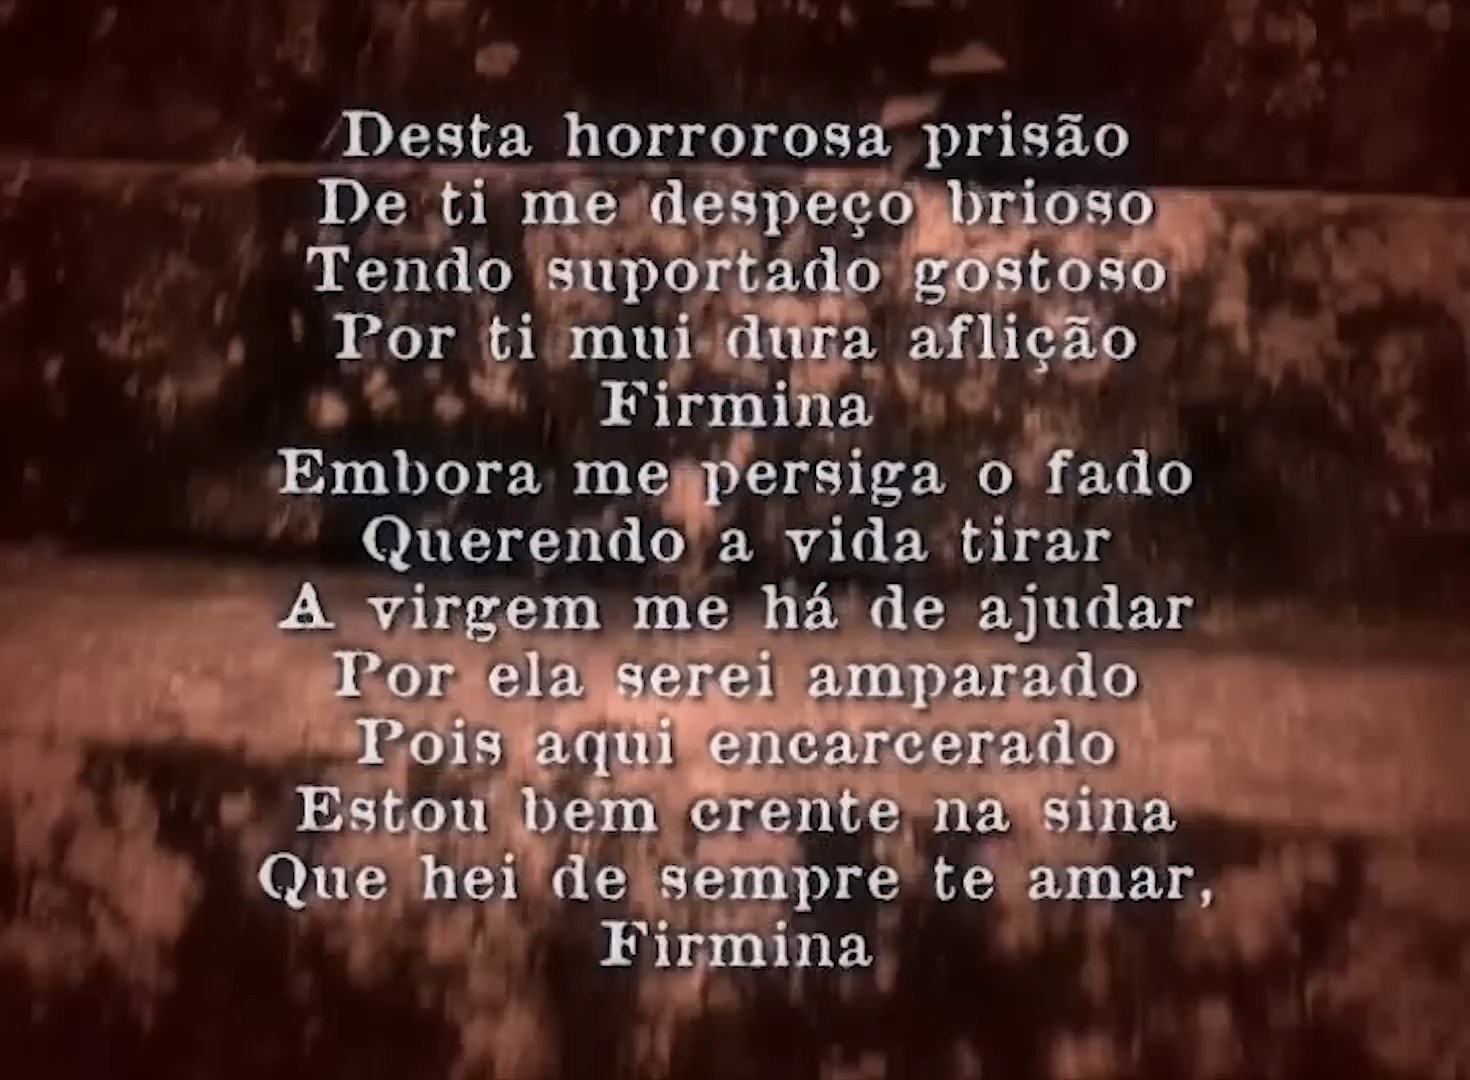 Desta horrorosa prisão
De ti me despeço brioso
Tendo suportado gostoso
Por ti mui dura aflição
Firmina
Embora me persiga o fado
Querendo a vida tirar
A virgem me há de ajudar
Por ela serei amparado
Pois aqui encarcerado
Estou bem crente na sina
Que hei de sempre te amar,
Firmina